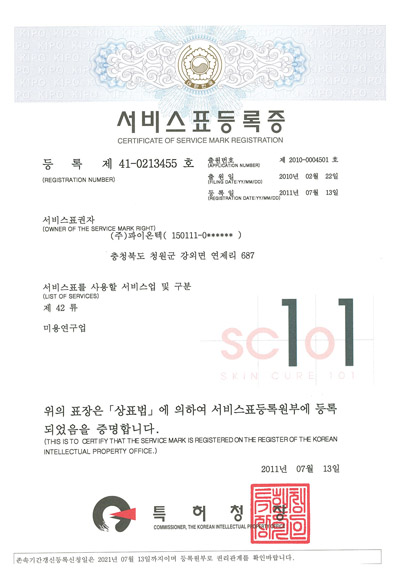 서비스표등록증
CERTIFICATE OF SERVICE MARK REGISTRATION
등 록 제 41-0213455 호
(REGISTRATION NUMBER)
출원번호 제 2010-0004501 호
(APPLICATION NUMBER)
출 원 일 2010년 02월 22일
(FILING DATE:YY/MM/DD)
등 록 일 2011년 07월 13일
(REGISTRATION DATE:YY/MM/DD)
서비스표권자
(OWNER OF THE SERVICE MARK RIGHT)
(주)파이온텍( 150111-0****** )
충청북도 청원군 강외면 연제리 687
서비스표를 사용할 서비스업 및 구분
(LIST OF SERVICES)
제 42 류
미용연구업
SC101
11
SKIN CURE 101
위의 표장은「상표법」에 의하여 서비스표등록원부에 등록
되었음을 증명합니다.
(THIS IS TO CERTIFY THAT THE SERVICE MARK IS REGISTERED ON THE REGISTER OF THE KOREAN
INTELLECTUAL PROPERTY OFFICE.)
2011년 07월 13일
특 허 청 장
COMMISSIONER, THE KOREAN INTELLECTUAL PROPERTY OFFICE
존속기간갱신등록신청일은 2021년 07월 13일까지이며 등록원부로 권리관계를 확인바랍니다.